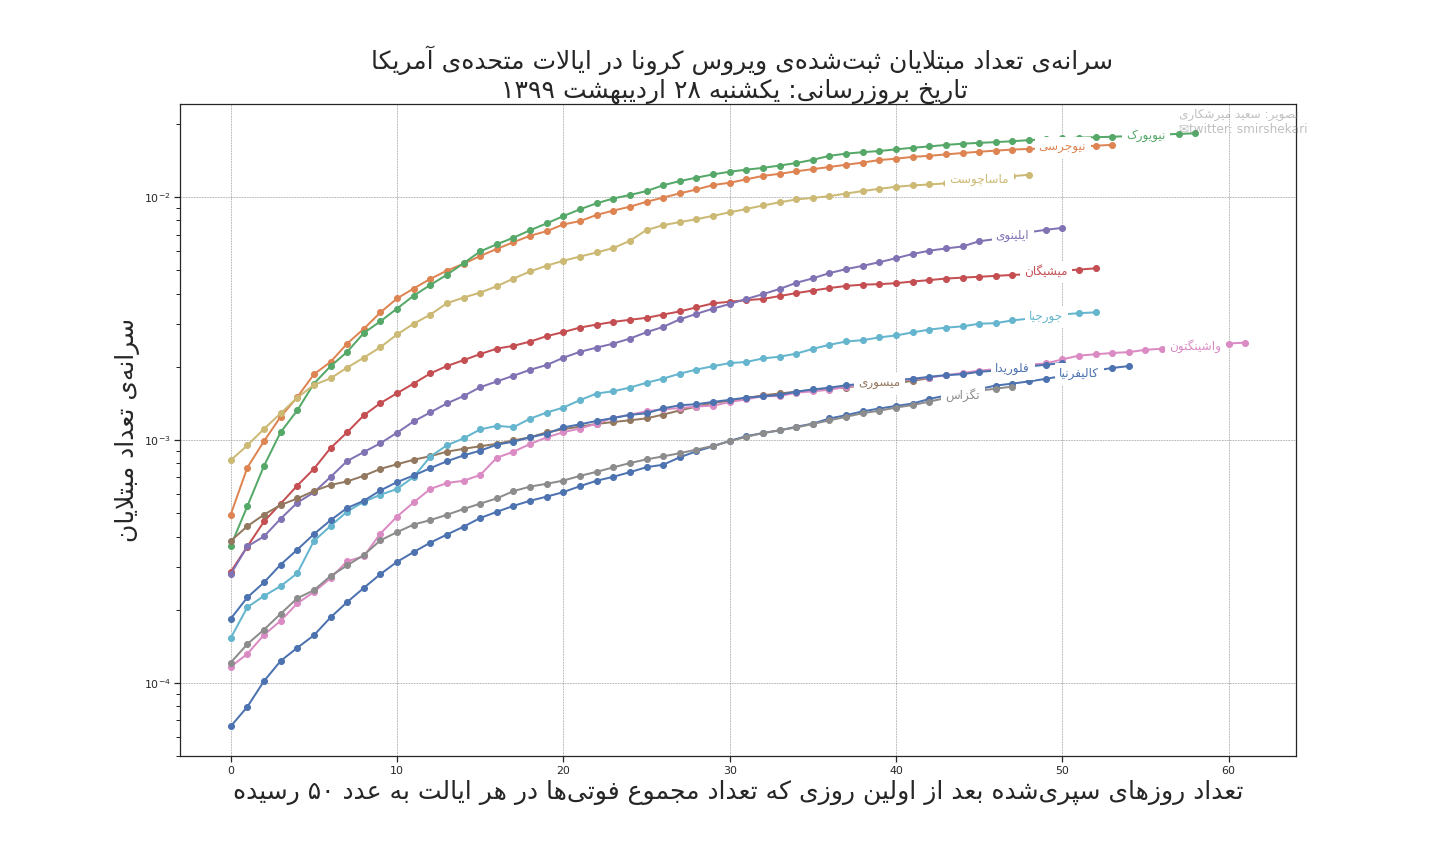 سرانه‌ی تعداد مبتلایان ثبت‌شده‌ی ویروس کرونا در ایالات متحده‌ی آمریکا
تاریخ بروزرسانی: یکشنبه ۲۸ اردیبهشت ۱۳۹۹
تصویر: سعید میرشکاری
twitter: smirshekari
نیویورک
نیوجرسی
ماساچوست
ایلینوی
میشیگان
جورجیا
واشینگتون
فلوریدا
کالیفرنیا
میسوری
تگزاس
سرانه‌ی تعداد مبتلایان
10⁻²
10⁻³
10⁻⁴
0 10 20 30 40 50 60
تعداد روزهای سپری‌شده بعد از اولین روزی که تعداد مجموع فوتی‌ها در هر ایالت به عدد ۵۰ رسیده